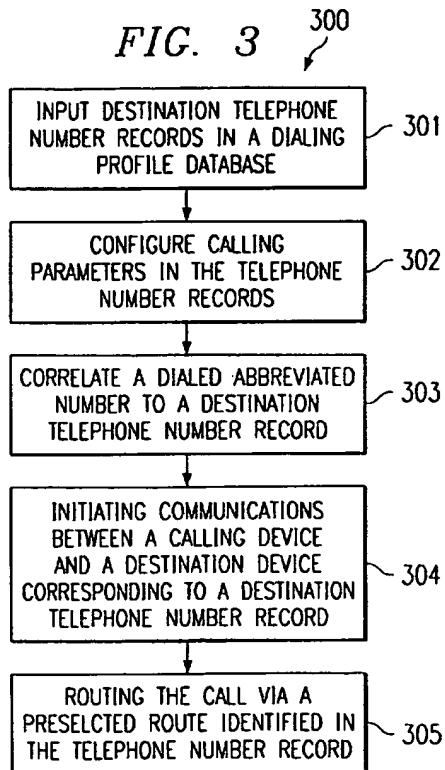 FIG. 3
300
INPUT DESTINATION TELEPHONE
NUMBER RECORDS IN A DIALING
PROFILE DATABASE
301
CONFIGURE CALLING
PARAMETERS IN THE TELEPHONE
NUMBER RECORDS
302
CORRELATE A DIALED ABBREVIATED
NUMBER TO A DESTINATION
TELEPHONE NUMBER RECORD
303
INITIATING COMMUNICATIONS
BETWEEN A CALLING DEVICE
AND A DESTINATION DEVICE
CORRESPONDING TO A DESTINATION
TELEPHONE NUMBER RECORD
304
ROUTING THE CALL VIA A
PRESELCTED ROUTE IDENTIFIED IN
THE TELEPHONE NUMBER RECORD
305